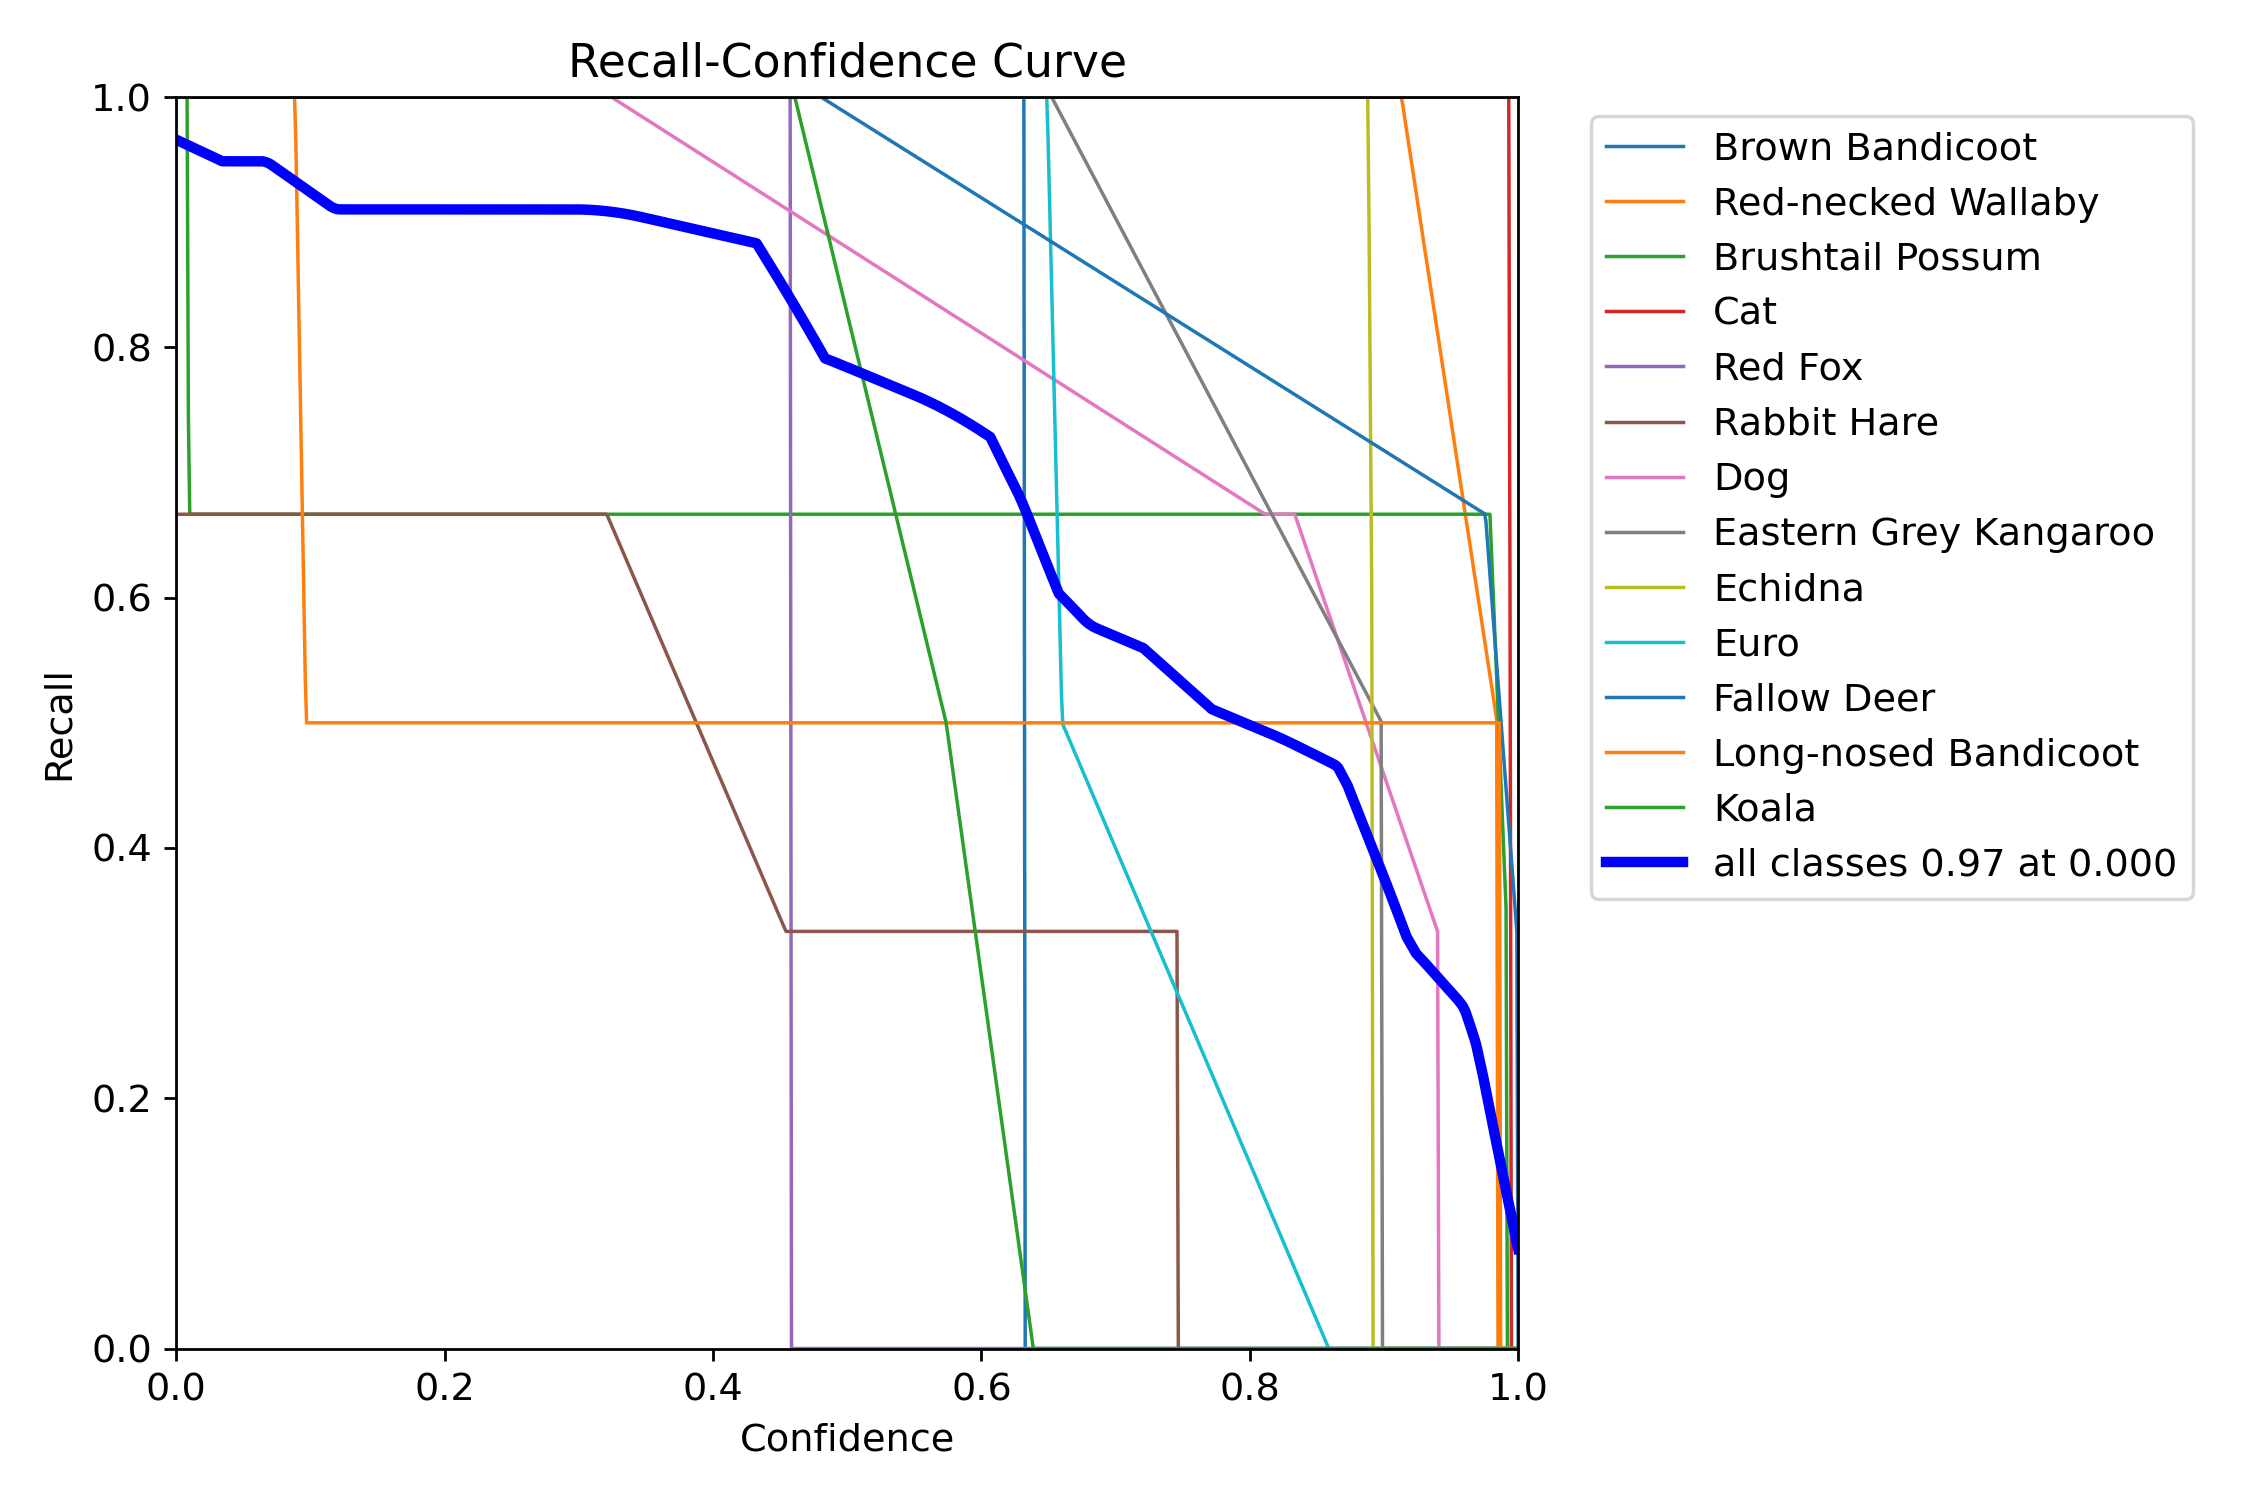 Recall-Confidence Curve
1.0
0.8
0.6
0.4
0.2
0.0
Recall
0.0 0.2 0.4 0.6 0.8 1.0
Confidence
Brown Bandicoot
Red-necked Wallaby
Brushtail Possum
Cat
Red Fox
Rabbit Hare
Dog
Eastern Grey Kangaroo
Echidna
Euro
Fallow Deer
Long-nosed Bandicoot
Koala
all classes 0.97 at 0.000